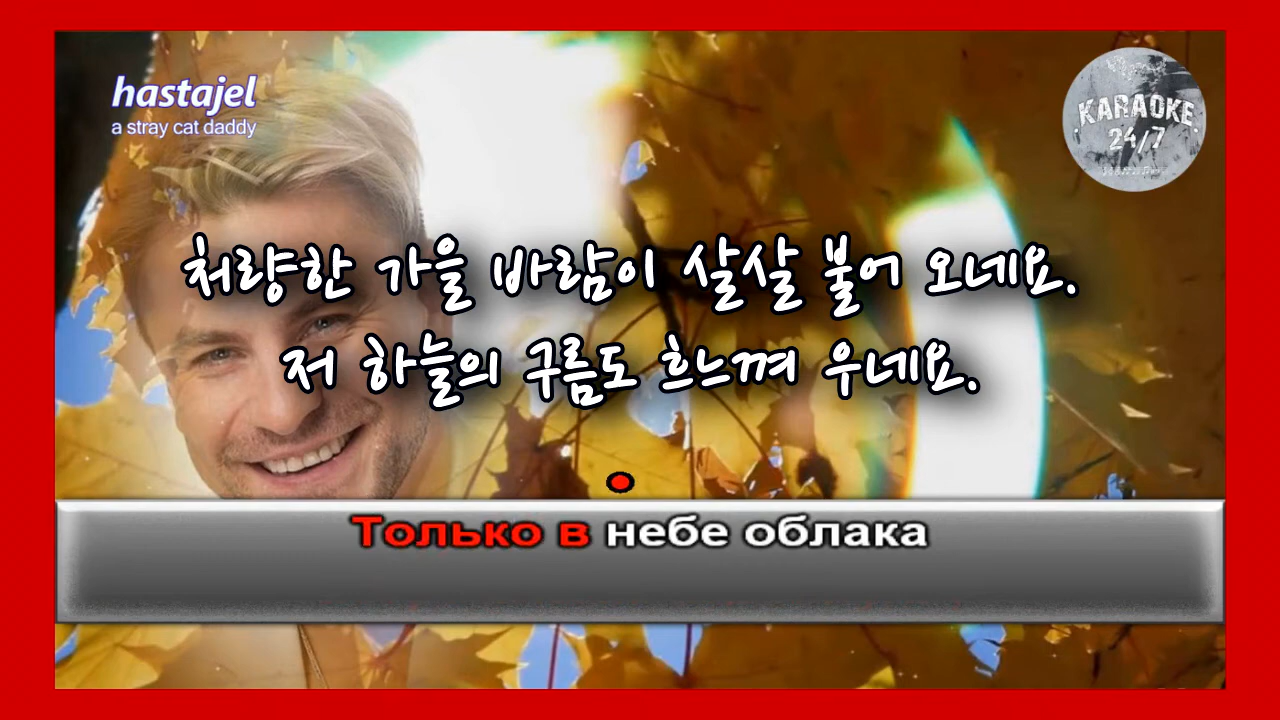 hastajel
a stray cat daddy
KARAOKE
24/7
처량한 가을 바람이 살살 불어 오네요.
저 하늘의 구름도 흐느껴 우네요.
Только в небе облака